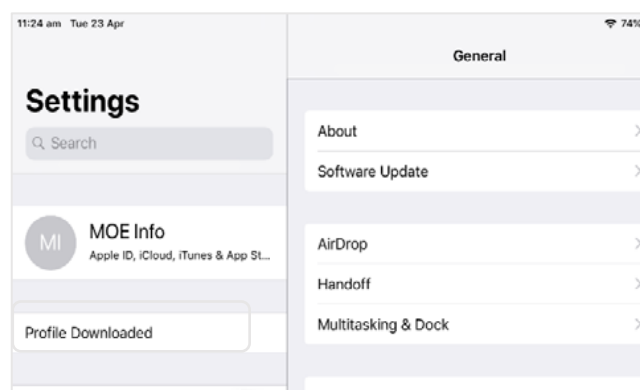 11:24 am Tue 23 Apr
74%
Settings
Search
MI
MOE Info
Apple ID, iCloud, iTunes & App St...
Profile Downloaded
General
About
Software Update
AirDrop
Handoff
Multitasking & Dock